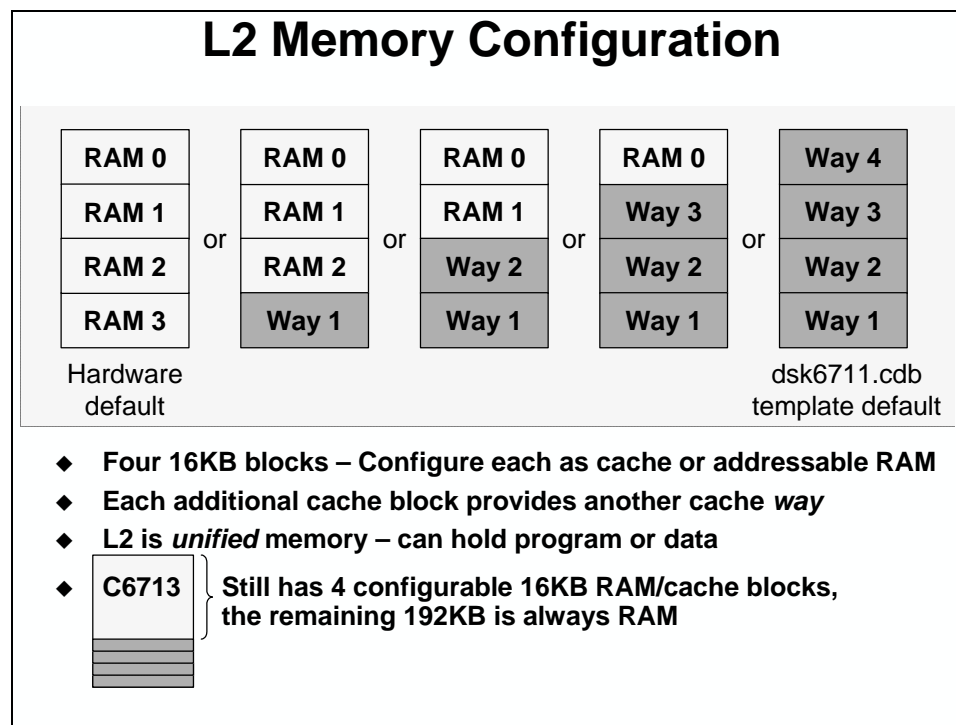 L2 Memory Configuration
RAM 0
RAM 1
RAM 2
RAM 3
Hardware
default
or
RAM 0
RAM 1
RAM 2
Way 1
or
RAM 0
RAM 1
Way 2
Way 1
or
RAM 0
Way 3
Way 2
Way 1
or
Way 4
Way 3
Way 2
Way 1
dsk6711.cdb
template default
◆ Four 16KB blocks – Configure each as cache or addressable RAM
◆ Each additional cache block provides another cache way
◆ L2 is unified memory – can hold program or data
◆ C6713
Still has 4 configurable 16KB RAM/cache blocks,
the remaining 192KB is always RAM